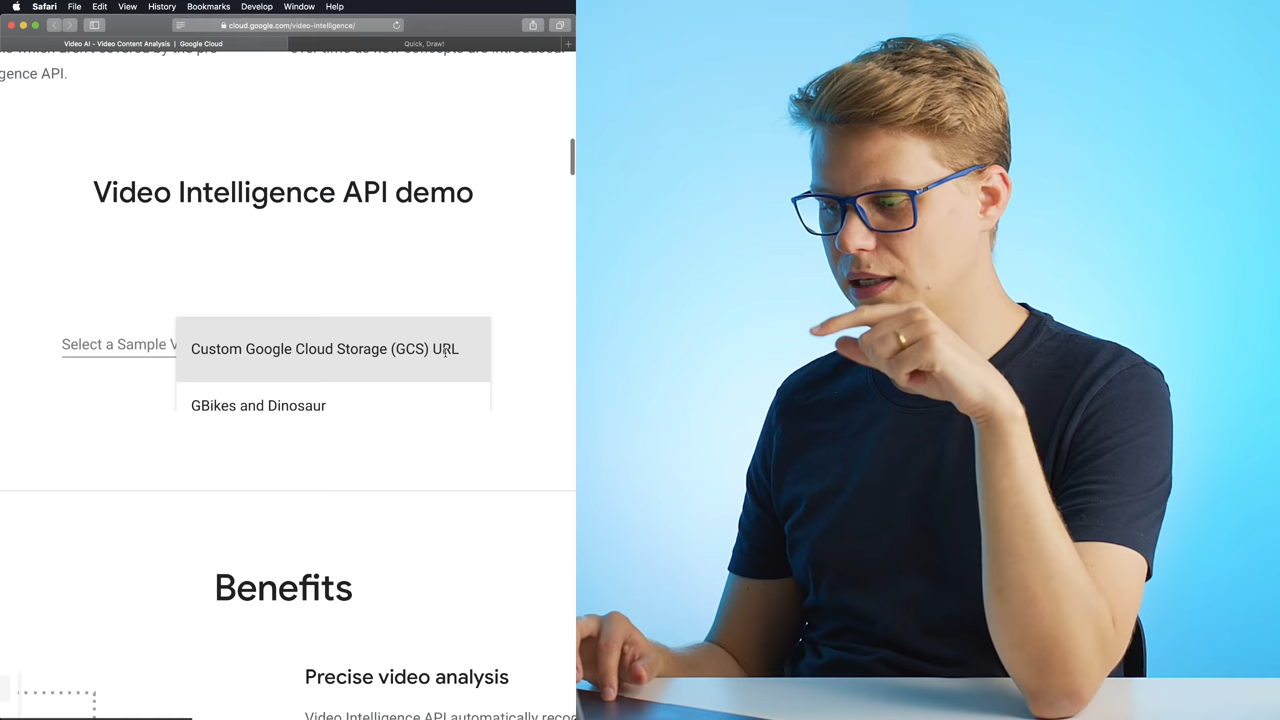 Safari File Edit View History Bookmarks Develop Window Help
cloud.google.com/video-intelligence/
Video AI - Video Content Analysis | Google Cloud
Quick, Draw!
gence API.
Video Intelligence API demo
Select a Sample V
Custom Google Cloud Storage (GCS) URL
GBikes and Dinosaur
Benefits
Precise video analysis
Video Intelligence API automatically reco